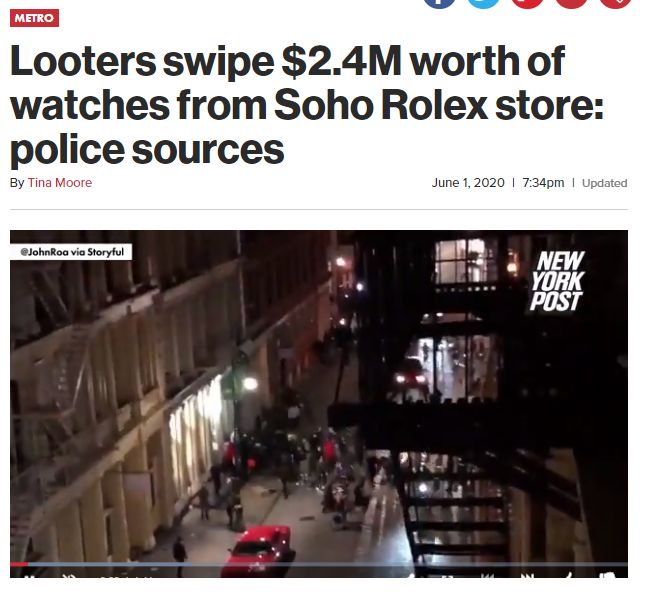 METRO
Looters swipe $2.4M worth of
watches from Soho Rolex store:
police sources
By Tina Moore
June 1, 2020 | 7:34pm | Updated
@JohnRoa via Storyful
NEW
YORK
POST